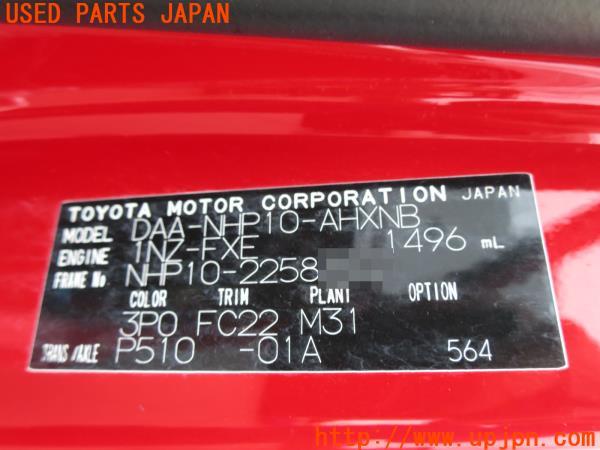 USED PARTS JAPAN
TOYOTA MOTOR CORPORATION JAPAN
MODEL DAA-NHP10-AHXNB
ENGINE 1NZ-FXE 1496 mL
FRAME No. NHP10-2258
COLOR TRIM PLANT OPTION
3P0 FC22 M31
TRANS/AXLE P510 -01A 564
http://www.upjpn.com/